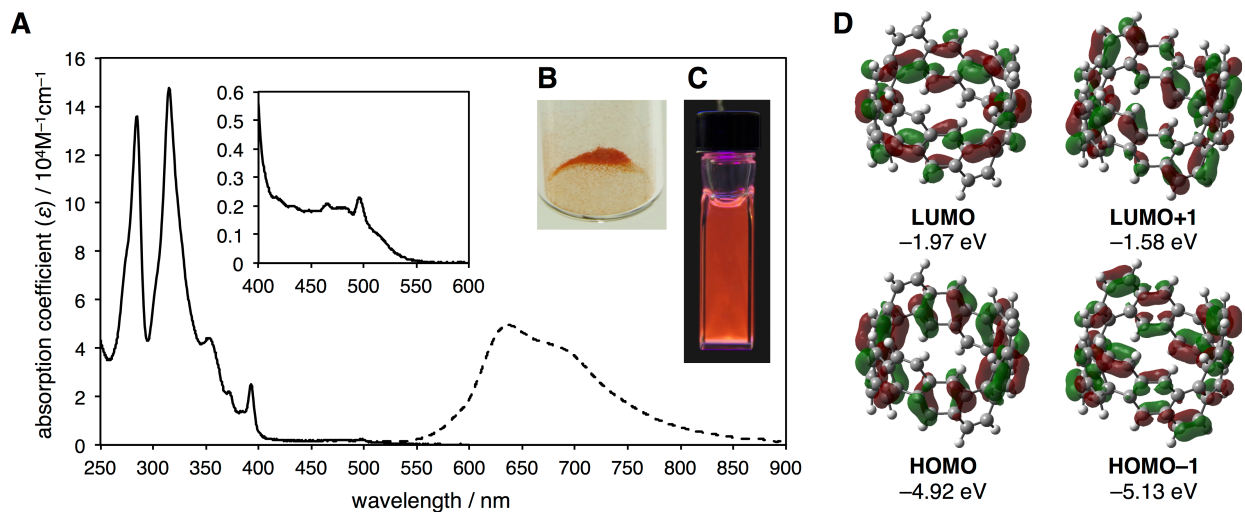 A
absorption coefficient (ε) / 10⁴M⁻¹cm⁻¹
16
14
12
10
8
6
4
2
0
250 300 350 400 450 500 550 600 650 700 750 800 850 900
wavelength / nm
0.6
0.5
0.4
0.3
0.2
0.1
0
400 450 500 550 600
B
C
D
LUMO
–1.97 eV
LUMO+1
–1.58 eV
HOMO
–4.92 eV
HOMO–1
–5.13 eV